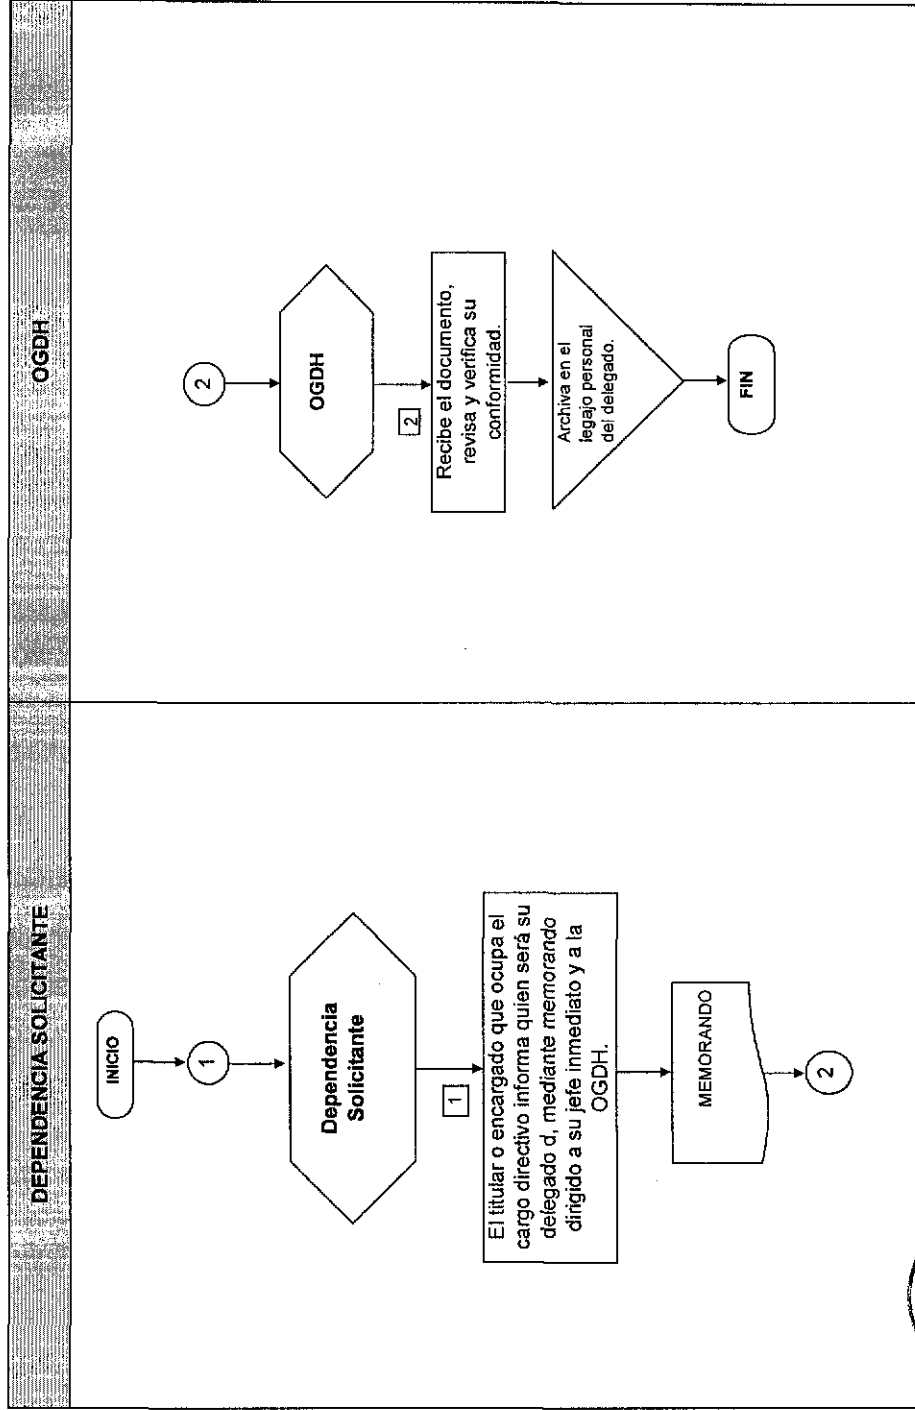 DEPENDENCIA SOLICITANTE
OGDH
INICIO
1
Dependencia
Solicitante
1
El titular o encargado que ocupa el
cargo directivo informa quien será su
delegado d, mediante memorando
dirigido a su jefe inmediato y a la
OGDH.
MEMORANDO
2
2
OGDH
2
Recibe el documento,
revisa y verifica su
conformidad.
Archiva en el
legajo personal
del delegado.
FIN